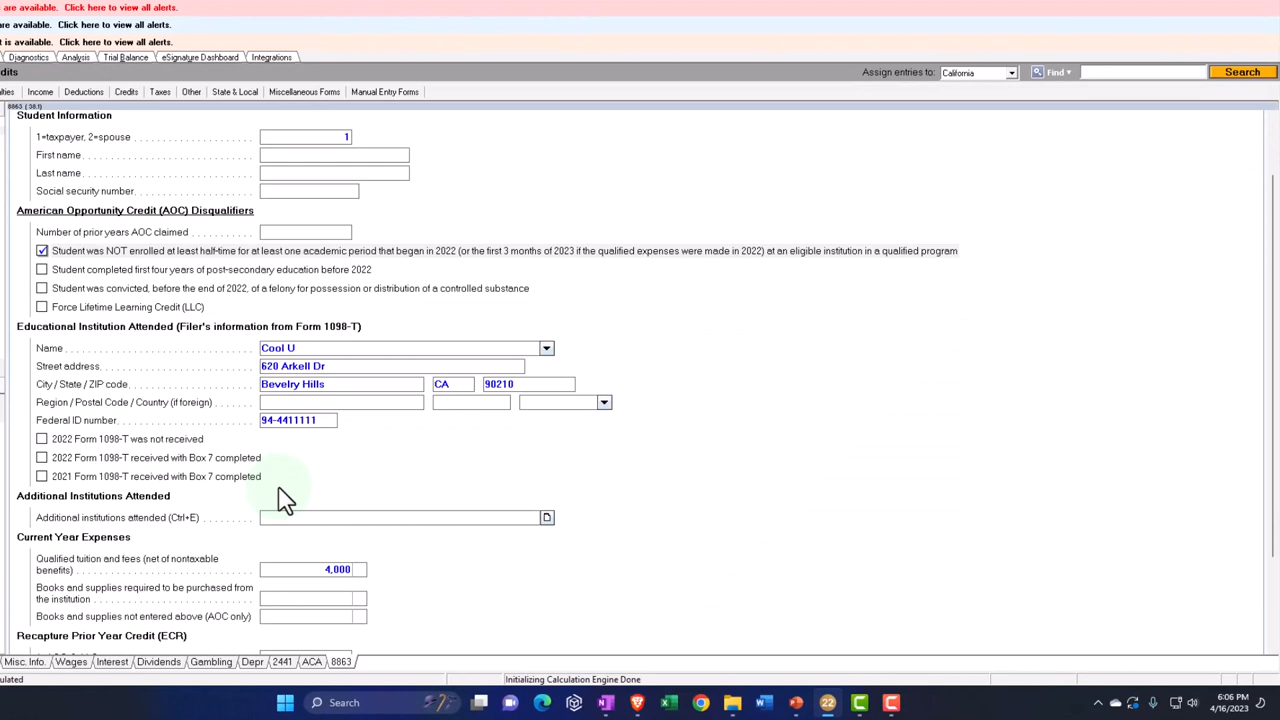 are available. Click here to view all alerts.
are available. Click here to view all alerts.
t is available. Click here to view all alerts.
Diagnostics Analysis Trial Balance eSignature Dashboard Integrations
dits Assign entries to: California Find Search
lties Income Deductions Credits Taxes Other State & Local Miscellaneous Forms Manual Entry Forms
8863 (38.1)
Student Information
1=taxpayer, 2=spouse 1
First name
Last name
Social security number
American Opportunity Credit (AOC) Disqualifiers
Number of prior years AOC claimed
Student was NOT enrolled at least half-time for at least one academic period that began in 2022 (or the first 3 months of 2023 if the qualified expenses were made in 2022) at an eligible institution in a qualified program
Student completed first four years of post-secondary education before 2022
Student was convicted, before the end of 2022, of a felony for possession or distribution of a controlled substance
Force Lifetime Learning Credit (LLC)
Educational Institution Attended (Filer's information from Form 1098-T)
Name Cool U
Street address 620 Arkell Dr
City / State / ZIP code Bevelry Hills CA 90210
Region / Postal Code / Country (if foreign)
Federal ID number 94-4411111
2022 Form 1098-T was not received
2022 Form 1098-T received with Box 7 completed
2021 Form 1098-T received with Box 7 completed
Additional Institutions Attended
Additional institutions attended (Ctrl+E)
Current Year Expenses
Qualified tuition and fees (net of nontaxable
benefits) 4,000
Books and supplies required to be purchased from
the institution
Books and supplies not entered above (AOC only)
Recapture Prior Year Credit (ECR)
Misc. Info. Wages Interest Dividends Gambling Depr 2441 ACA 8863
ulated Initializing Calculation Engine Done
Search 22 6:06 PM
4/16/2023